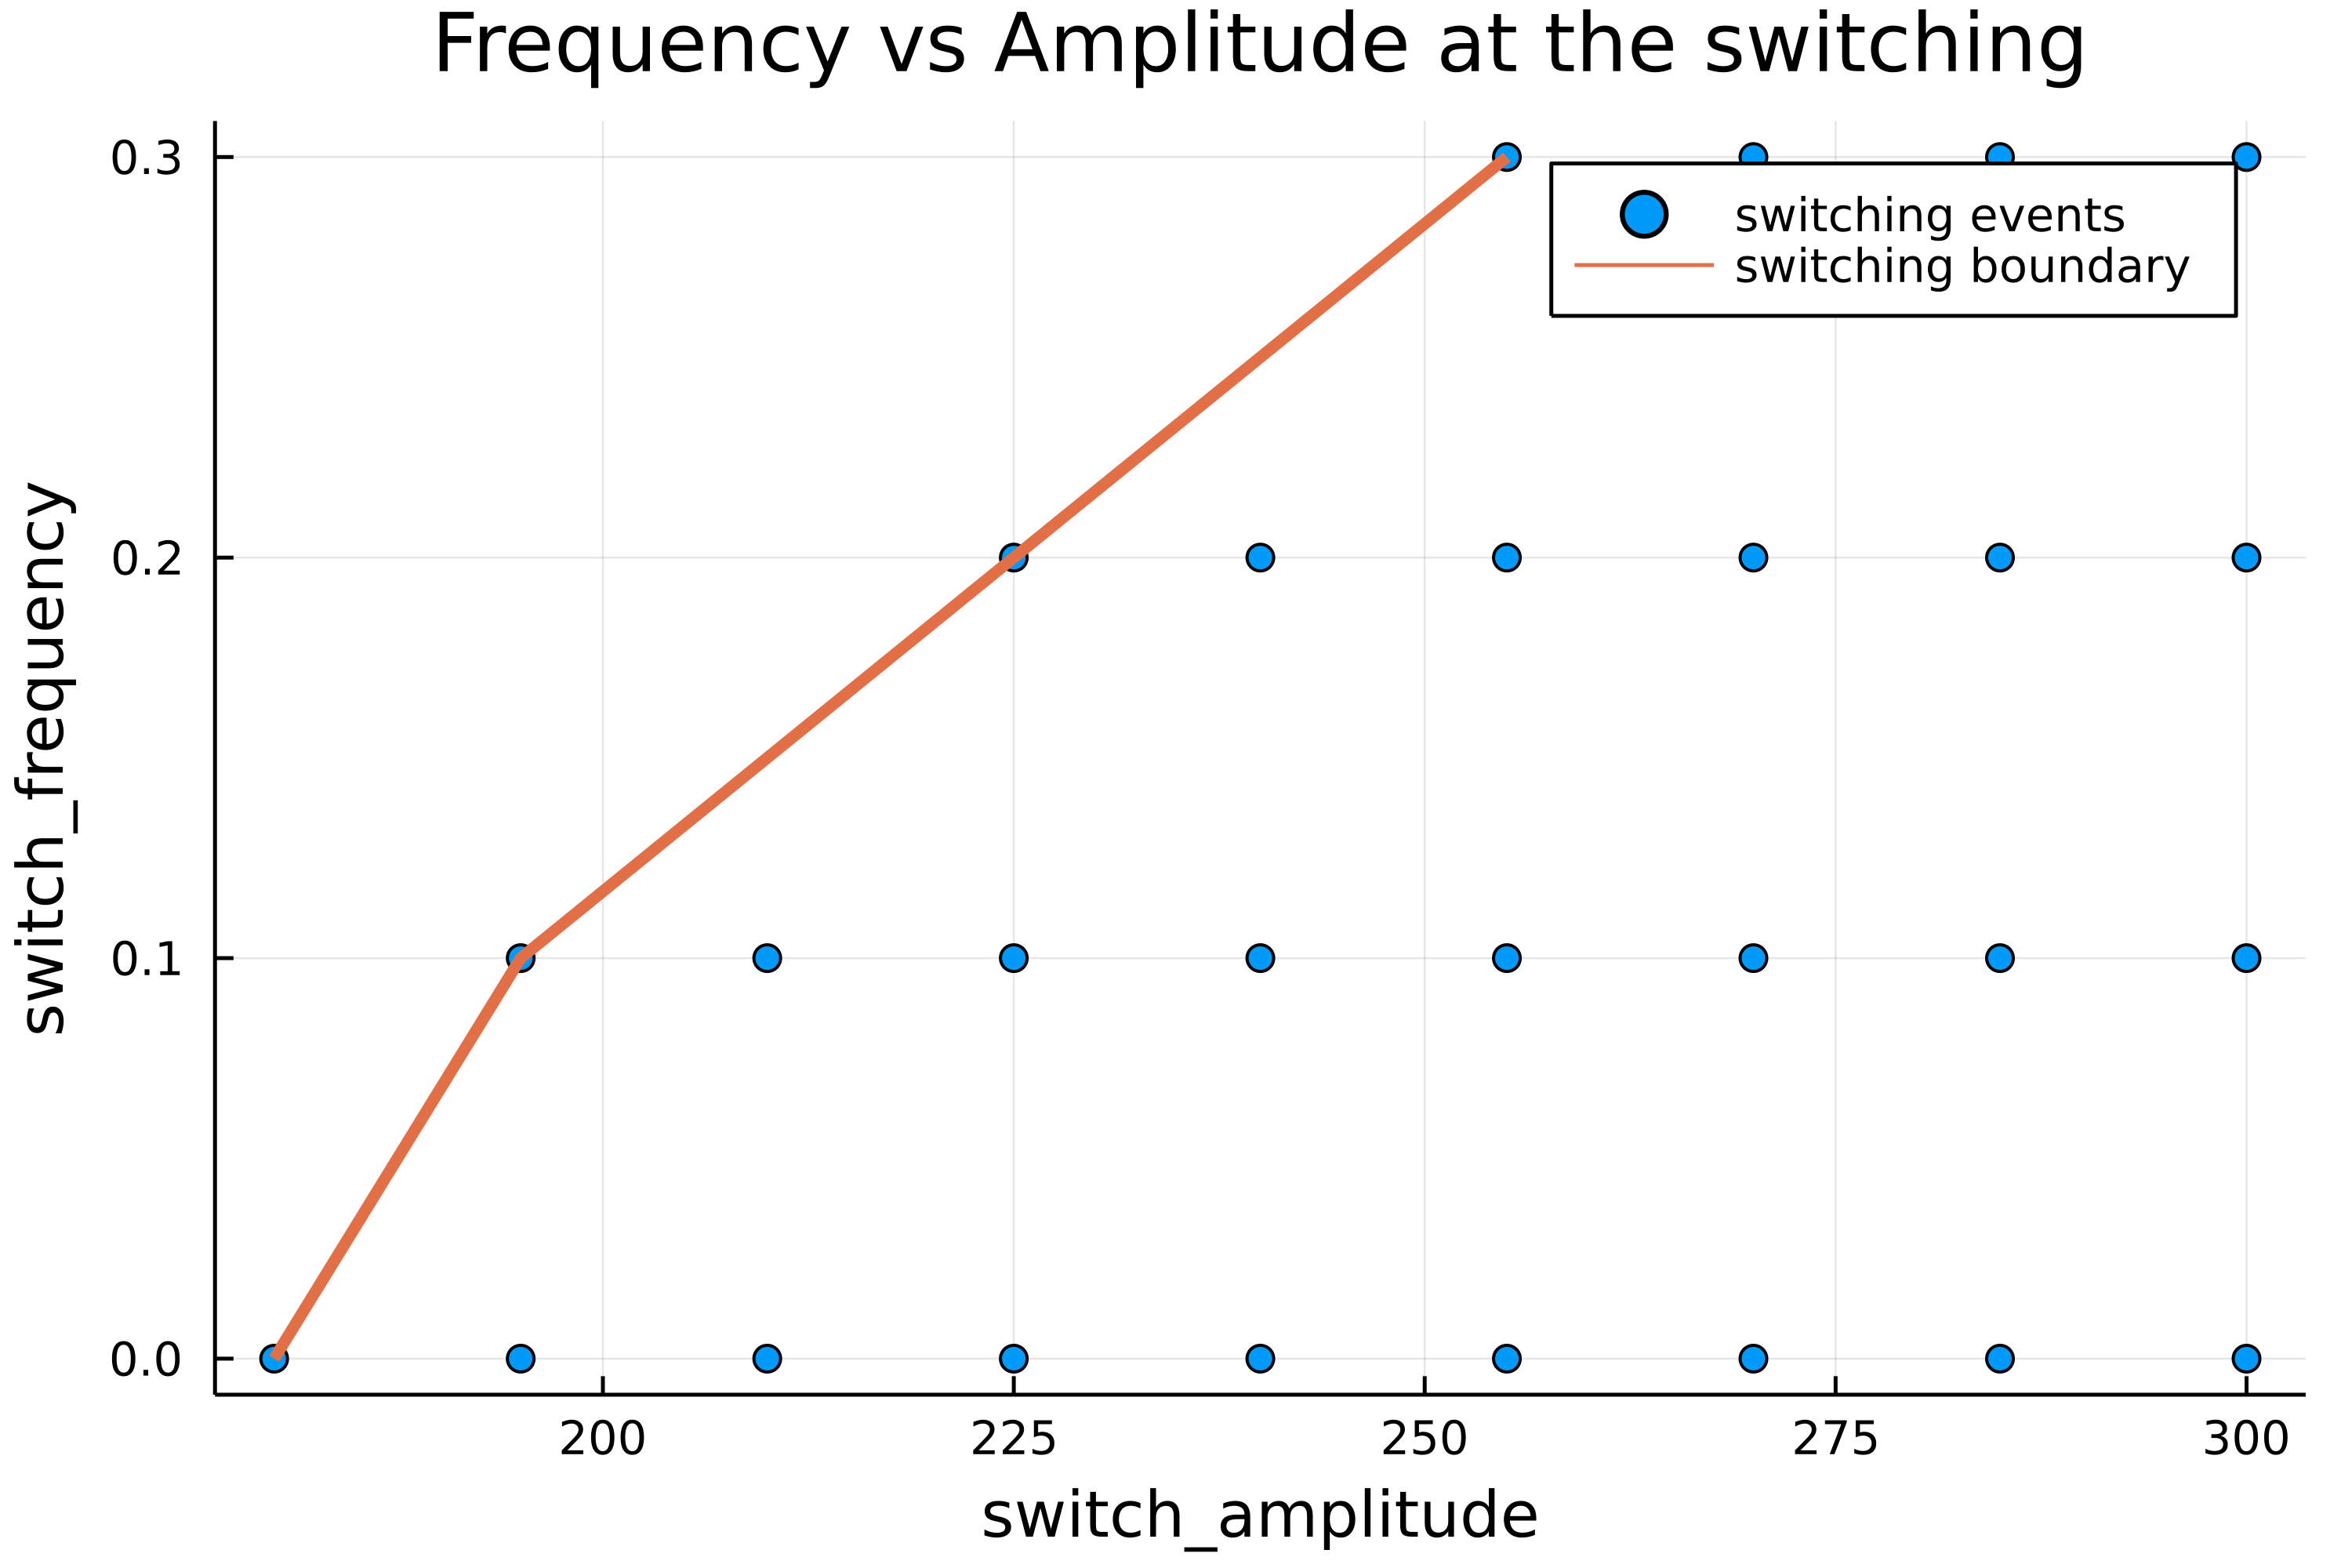 Frequency vs Amplitude at the switching
switching events
switching boundary
switch_frequency
0.3
0.2
0.1
0.0
200 225 250 275 300
switch_amplitude